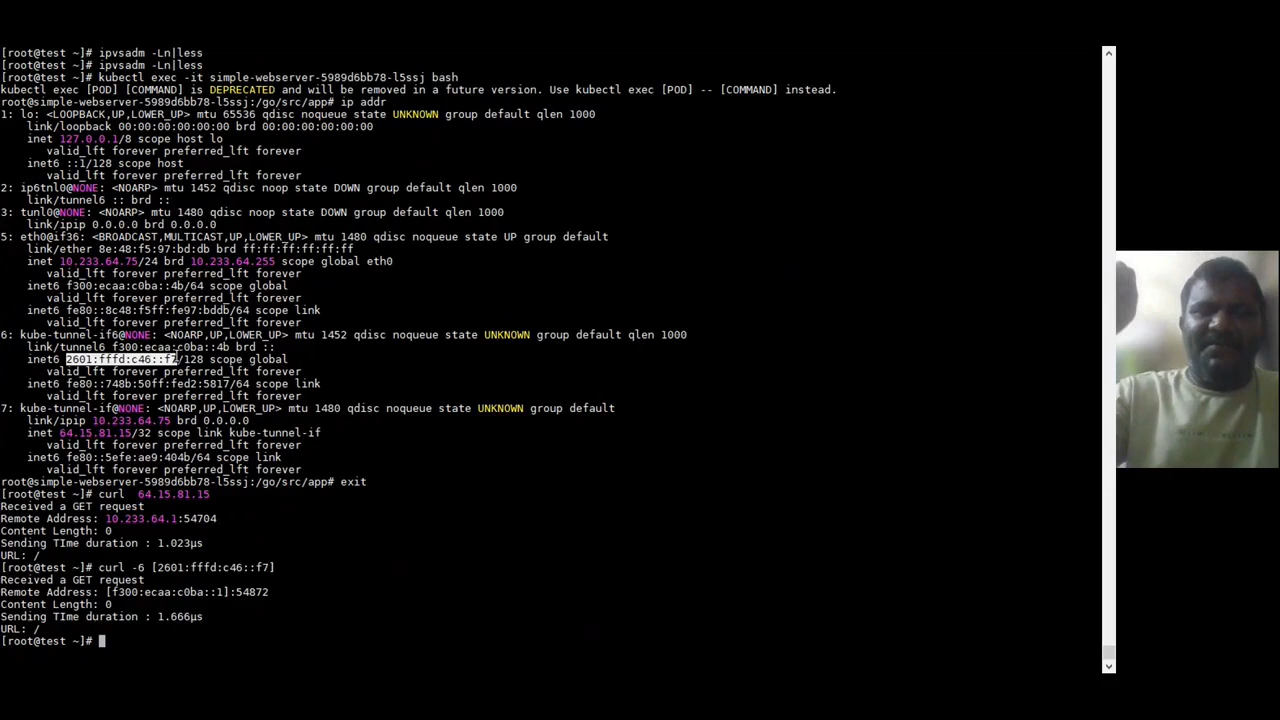 [root@test ~]# ipvsadm -Ln|less
[root@test ~]# ipvsadm -Ln|less
[root@test ~]# kubectl exec -it simple-webserver-5989d6bb78-l5ssj bash
kubectl exec [POD] [COMMAND] is DEPRECATED and will be removed in a future version. Use kubectl exec [POD] -- [COMMAND] instead.
root@simple-webserver-5989d6bb78-l5ssj:/go/src/app# ip addr
1: lo: <LOOPBACK,UP,LOWER_UP> mtu 65536 qdisc noqueue state UNKNOWN group default qlen 1000
link/loopback 00:00:00:00:00:00 brd 00:00:00:00:00:00
inet 127.0.0.1/8 scope host lo
valid_lft forever preferred_lft forever
inet6 ::1/128 scope host
valid_lft forever preferred_lft forever
2: ip6tnl0@NONE: <NOARP> mtu 1452 qdisc noop state DOWN group default qlen 1000
link/tunnel6 :: brd ::
3: tunl0@NONE: <NOARP> mtu 1480 qdisc noop state DOWN group default qlen 1000
link/ipip 0.0.0.0 brd 0.0.0.0
5: eth0@if36: <BROADCAST,MULTICAST,UP,LOWER_UP> mtu 1480 qdisc noqueue state UP group default
link/ether 8e:48:f5:97:bd:db brd ff:ff:ff:ff:ff:ff
inet 10.233.64.75/24 brd 10.233.64.255 scope global eth0
valid_lft forever preferred_lft forever
inet6 f300:ecaa:c0ba::4b/64 scope global
valid_lft forever preferred_lft forever
inet6 fe80::8c48:f5ff:fe97:bddb/64 scope link
valid_lft forever preferred_lft forever
6: kube-tunnel-if6@NONE: <NOARP,UP,LOWER_UP> mtu 1452 qdisc noqueue state UNKNOWN group default qlen 1000
link/tunnel6 f300:ecaa:c0ba::4b brd ::
inet6 2601:fffd:c46::f7/128 scope global
valid_lft forever preferred_lft forever
inet6 fe80::748b:50ff:fed2:5817/64 scope link
valid_lft forever preferred_lft forever
7: kube-tunnel-if@NONE: <NOARP,UP,LOWER_UP> mtu 1480 qdisc noqueue state UNKNOWN group default
link/ipip 10.233.64.75 brd 0.0.0.0
inet 64.15.81.15/32 scope link kube-tunnel-if
valid_lft forever preferred_lft forever
inet6 fe80::5efe:ae9:404b/64 scope link
valid_lft forever preferred_lft forever
root@simple-webserver-5989d6bb78-l5ssj:/go/src/app# exit
[root@test ~]# curl  64.15.81.15
Received a GET request
Remote Address: 10.233.64.1:54704
Content Length: 0
Sending TIme duration : 1.023µs
URL: /
[root@test ~]# curl -6 [2601:fffd:c46::f7]
Received a GET request
Remote Address: [f300:ecaa:c0ba::1]:54872
Content Length: 0
Sending TIme duration : 1.666µs
URL: /
[root@test ~]#